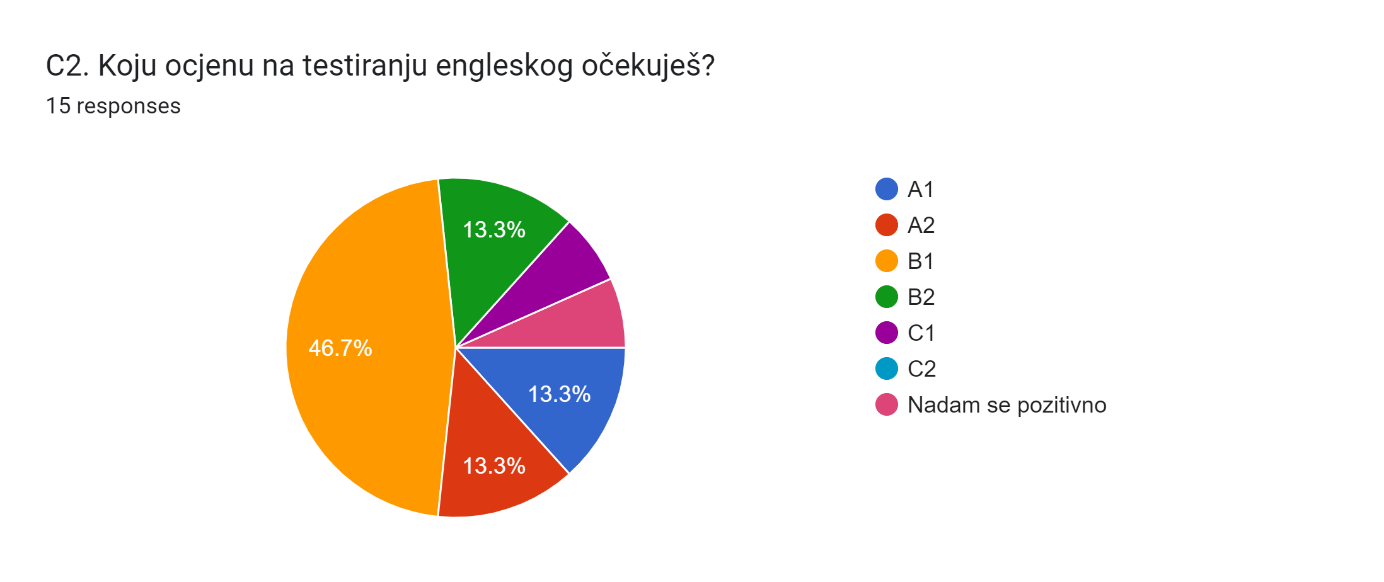 C2. Koju ocjenu na testiranju engleskog očekuješ?
15 responses
13.3%
46.7%
13.3%
13.3%
A1
A2
B1
B2
C1
C2
Nadam se pozitivno